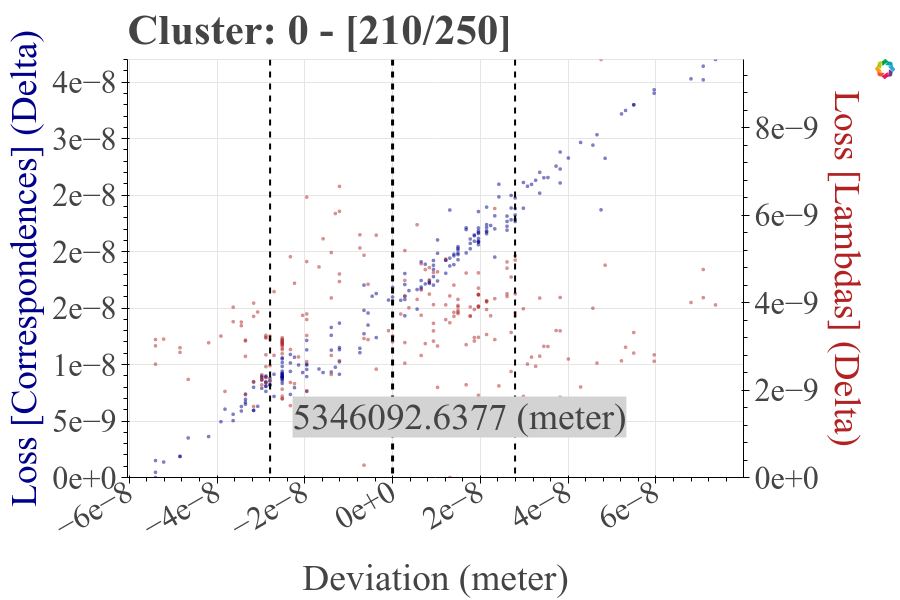 Cluster: 0 - [210/250]
Loss [Correspondences] (Delta)
4e−8
3e−8
2e−8
2e−8
2e−8
1e−8
5e−9
0e+0
8e−9
6e−9
4e−9
2e−9
0e+0
Loss [Lambdas] (Delta)
5346092.6377 (meter)
−6e−8
−4e−8
−2e−8
0e+0
2e−8
4e−8
6e−8
Deviation (meter)